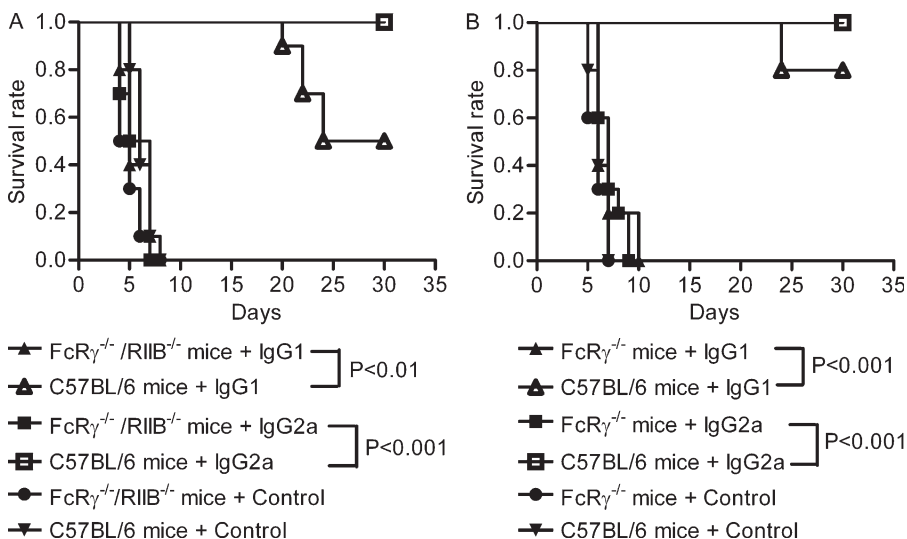 A
Survival rate
1.0
0.8
0.6
0.4
0.2
0.0
0 5 10 15 20 25 30 35
Days
FcRγ-/- /RIIB-/- mice + IgG1
C57BL/6 mice + IgG1
P<0.01
FcRγ-/- /RIIB-/- mice + IgG2a
C57BL/6 mice + IgG2a
P<0.001
FcRγ-/-/RIIB-/- mice + Control
C57BL/6 mice + Control
B
Survival rate
1.0
0.8
0.6
0.4
0.2
0.0
0 5 10 15 20 25 30 35
Days
FcRγ-/- mice + IgG1
C57BL/6 mice + IgG1
P<0.001
FcRγ-/- mice + IgG2a
C57BL/6 mice + IgG2a
P<0.001
FcRγ-/- mice + Control
C57BL/6 mice + Control